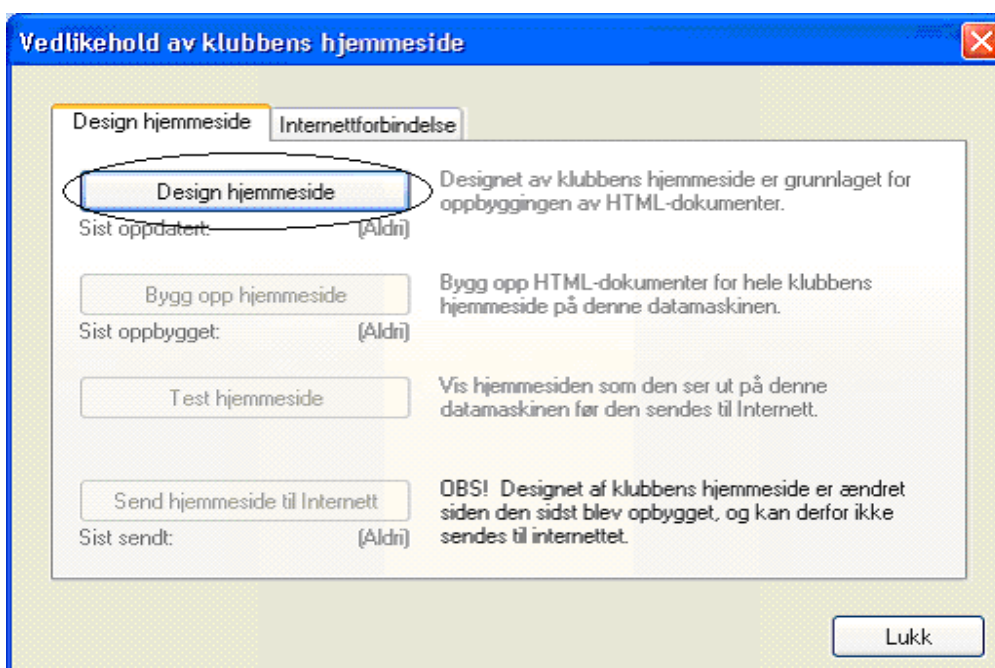 Vedlikehold av klubbens hjemmeside
Design hjemmeside
Internettforbindelse
Design hjemmeside
Designet av klubbens hjemmeside er grunnlaget for
oppbyggingen av HTML-dokumenter.
Sist oppdatert: (Aldri)
Bygg opp hjemmeside
Bygg opp HTML-dokumenter for hele klubbens
hjemmeside på denne datamaskinen.
Sist oppbygget: (Aldri)
Test hjemmeside
Vis hjemmesiden som den ser ut på denne
datamaskinen før den sendes til Internett.
Send hjemmeside til Internett
OBS! Designet af klubbens hjemmeside er ændret
siden den sidst blev opbygget, og kan derfor ikke
sendes til internettet.
Sist sendt: (Aldri)
Lukk